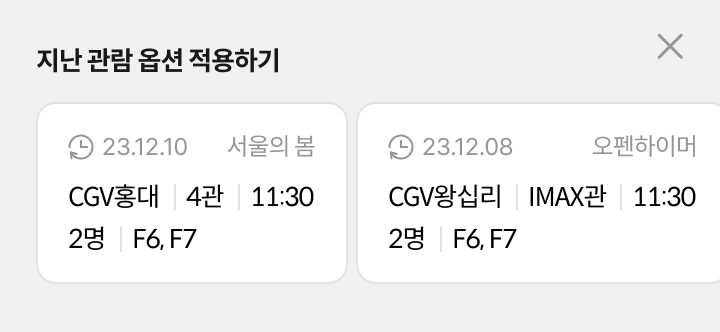 지난 관람 옵션 적용하기
23.12.10 서울의 봄
CGV홍대 | 4관 | 11:30
2명 | F6, F7
23.12.08 오펜하이머
CGV왕십리 | IMAX관 | 11:30
2명 | F6, F7